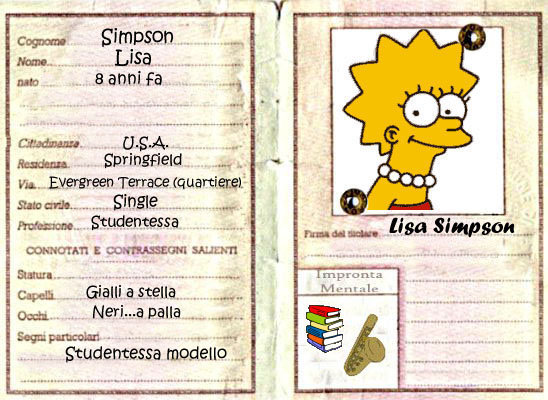 Cognome Simpson
Nome Lisa
nato 8 anni fa
Cittadinanza U.S.A.
Residenza Springfield
Via Evergreen Terrace (quartiere)
Stato civile Single
Professione Studentessa
CONNOTATI E CONTRASSEGNI SALIENTI
Statura
Capelli Gialli a stella
Occhi Neri...a palla
Segni particolari
Studentessa modello
Firma del titolare Lisa Simpson
Impronta
Mentale